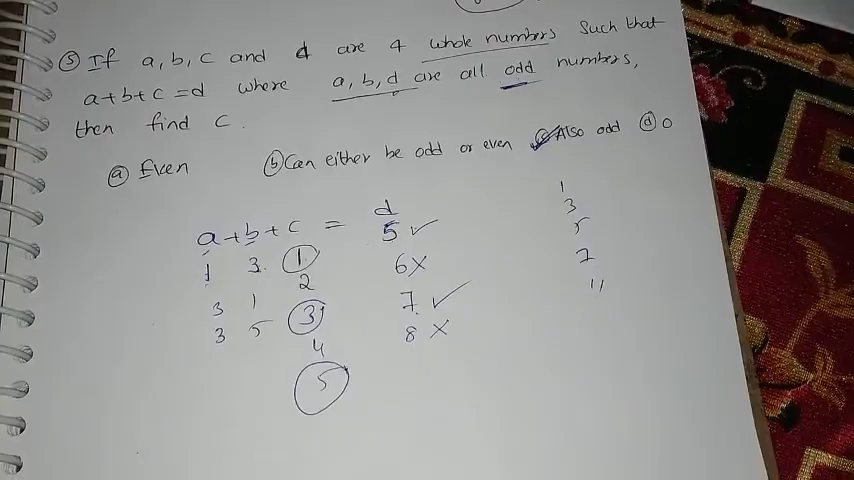 ⑤ If a, b, c and d are 4 whole numbers such that
a+b+c = d where a, b, d are all odd numbers,
then find c.
ⓐ Even ⓑ Can either be odd or even ⓒ Also odd ⓓ 0
a + b + c = d
5 ✓
1 3 1 6 X
2
3 1 3 7 ✓
3 5 8 X
4
5
1
3
5
7
11